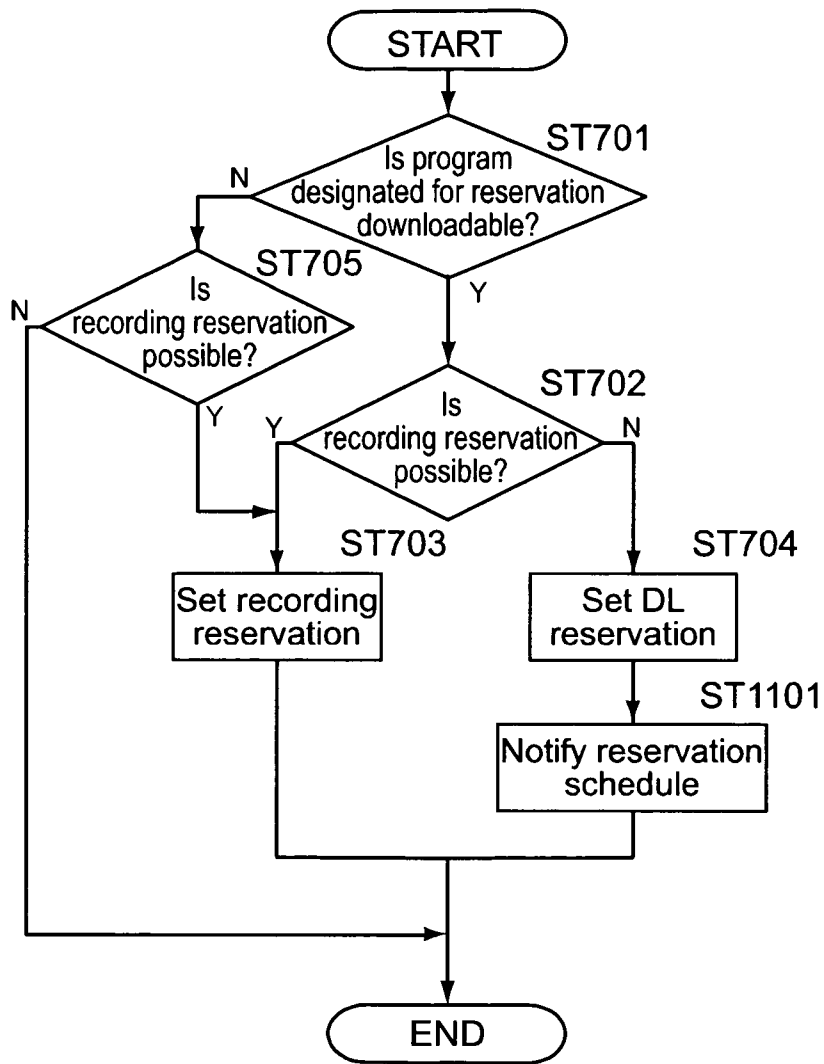 START
ST701
Is program
designated for reservation
downloadable?
N
Y
ST705
Is
recording reservation
possible?
N
Y
ST702
Is
recording reservation
possible?
Y
N
ST703
Set recording
reservation
ST704
Set DL
reservation
ST1101
Notify reservation
schedule
END